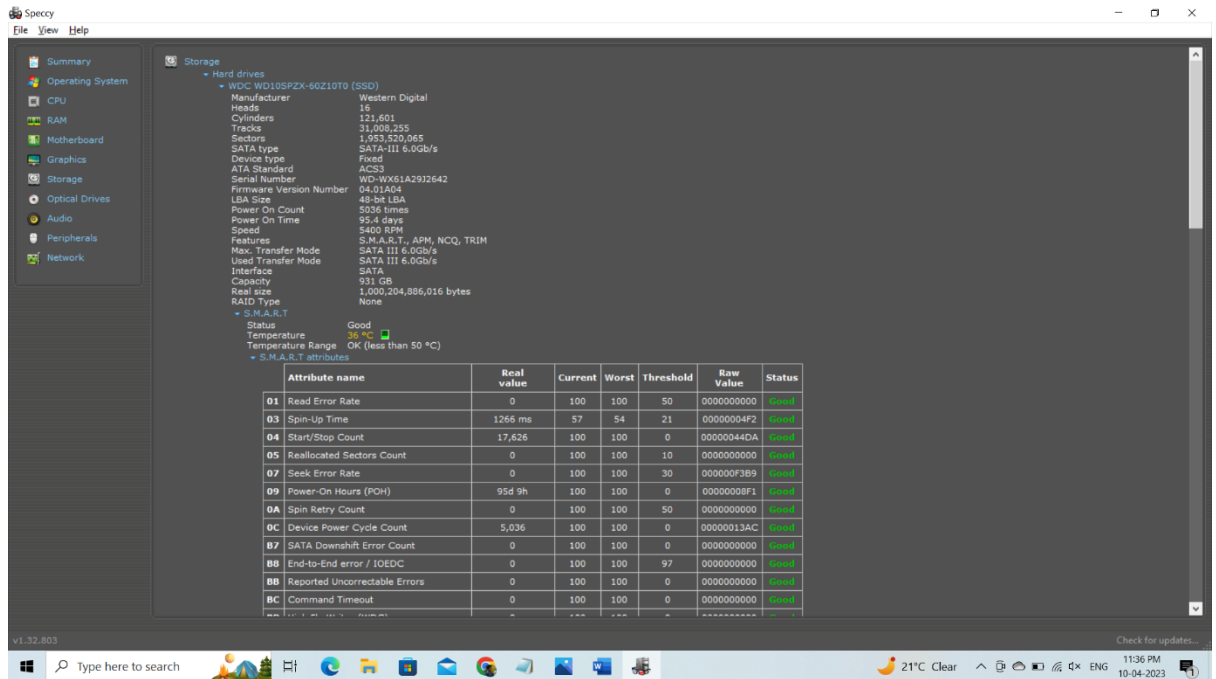 Speccy
File View Help
Summary
Operating System
CPU
RAM
Motherboard
Graphics
Storage
Optical Drives
Audio
Peripherals
Network
Storage
Hard drives
WDC WD10SPZX-60Z10T0 (SSD)
Manufacturer Western Digital
Heads 16
Cylinders 121,601
Tracks 31,008,255
Sectors 1,953,520,065
SATA type SATA-III 6.0Gb/s
Device type Fixed
ATA Standard ACS3
Serial Number WD-WX61A29J2642
Firmware Version Number 04.01A04
LBA Size 48-bit LBA
Power On Count 5036 times
Power On Time 95.4 days
Speed 5400 RPM
Features S.M.A.R.T., APM, NCQ, TRIM
Max. Transfer Mode SATA III 6.0Gb/s
Used Transfer Mode SATA III 6.0Gb/s
Interface SATA
Capacity 931 GB
Real size 1,000,204,886,016 bytes
RAID Type None
S.M.A.R.T
Status Good
Temperature 36 °C
Temperature Range OK (less than 50 °C)
S.M.A.R.T attributes
Attribute name Real value Current Worst Threshold Raw Value Status
01 Read Error Rate 0 100 100 50 0000000000 Good
03 Spin-Up Time 1266 ms 57 54 21 00000004F2 Good
04 Start/Stop Count 17,626 100 100 0 00000044DA Good
05 Reallocated Sectors Count 0 100 100 10 0000000000 Good
07 Seek Error Rate 0 100 100 30 000000F3B9 Good
09 Power-On Hours (POH) 95d 9h 100 100 0 00000008F1 Good
0A Spin Retry Count 0 100 100 50 0000000000 Good
0C Device Power Cycle Count 5,036 100 100 0 00000013AC Good
B7 SATA Downshift Error Count 0 100 100 0 0000000000 Good
B8 End-to-End error / IOEDC 0 100 100 97 0000000000 Good
BB Reported Uncorrectable Errors 0 100 100 0 0000000000 Good
BC Command Timeout 0 100 100 0 0000000000 Good
v1.32.803 Check for updates...
Type here to search 21°C Clear ENG 11:36 PM
10-04-2023